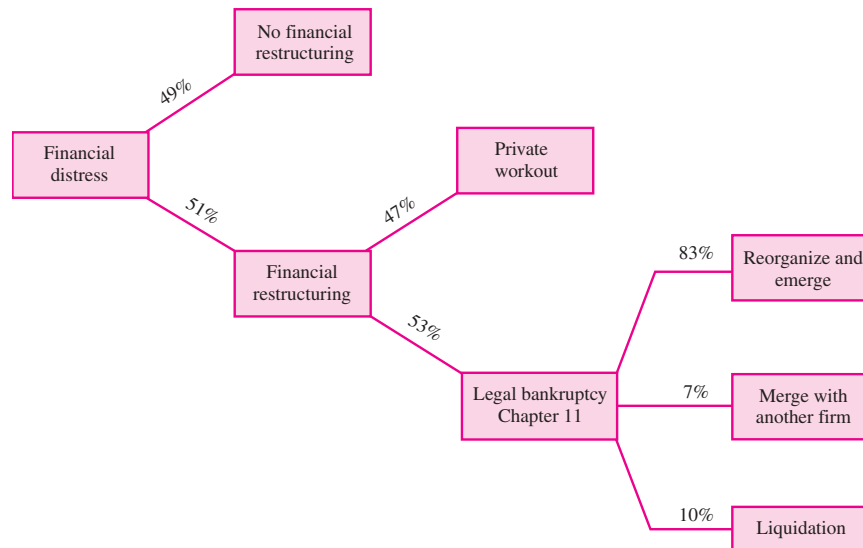 No financial
restructuring
49%
Financial
distress
51%
Private
workout
47%
Financial
restructuring
53%
83%
Reorganize and
emerge
Legal bankruptcy
Chapter 11
7%
Merge with
another firm
10%
Liquidation